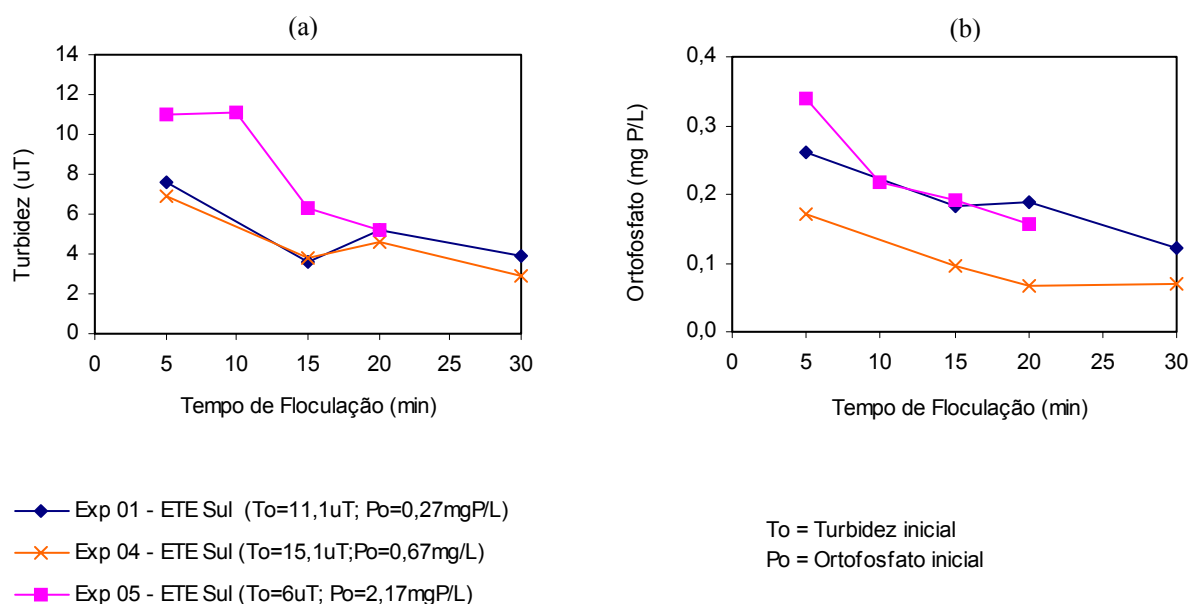 (a)
14
12
10
8
6
4
2
0
Turbidez (uT)
0 5 10 15 20 25 30
Tempo de Floculação (min)
(b)
0,4
0,3
0,2
0,1
0,0
Ortofosfato (mg P/L)
0 5 10 15 20 25 30
Tempo de Floculação (min)
Exp 01 - ETE Sul (To=11,1uT; Po=0,27mgP/L)
Exp 04 - ETE Sul (To=15,1uT;Po=0,67mg/L)
Exp 05 - ETE Sul (To=6uT; Po=2,17mgP/L)
To = Turbidez inicial
Po = Ortofosfato inicial